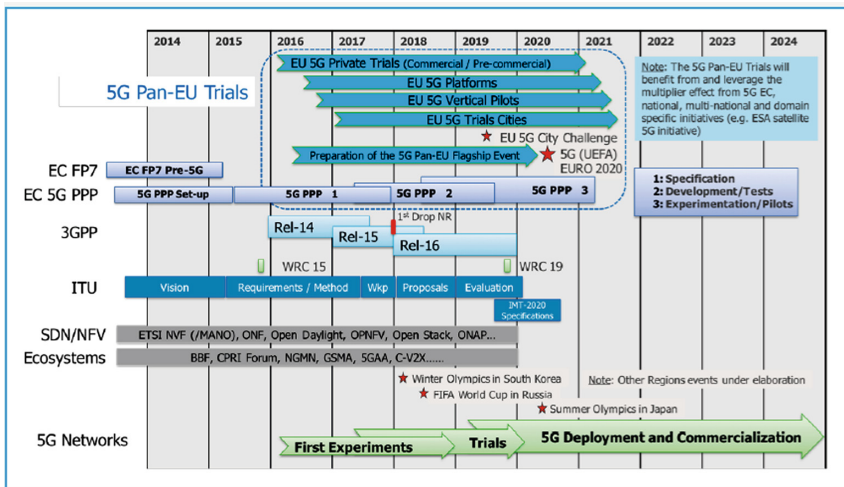 2014 2015 2016 2017 2018 2019 2020 2021 2022 2023 2024
5G Pan-EU Trials
EU 5G Private Trials (Commercial / Pre-commercial)
EU 5G Platforms
EU 5G Vertical Pilots
EU 5G Trials Cities
EU 5G City Challenge
Preparation of the 5G Pan-EU Flagship Event
5G (UEFA)
EURO 2020
Note: The 5G Pan-EU Trials will
benefit from and leverage the
multiplier effect from 5G EC,
national, multi-national and domain
specific initiatives (e.g. ESA satellite
5G initiative)
EC FP7
EC FP7 Pre-5G
EC 5G PPP
5G PPP Set-up
5G PPP 1
5G PPP 2
5G PPP 3
1: Specification
2: Development/Tests
3: Experimentation/Pilots
3GPP
Rel-14
Rel-15
1st Drop NR
Rel-16
WRC 15
WRC 19
ITU
Vision
Requirements / Method
Wkp
Proposals
Evaluation
IMT-2020
Specifications
SDN/NFV
ETSI NVF (/MANO), ONF, Open Daylight, OPNFV, Open Stack, ONAP...
Ecosystems
BBF, CPRI Forum, NGMN, GSMA, 5GAA, C-V2X......
Winter Olympics in South Korea
FIFA World Cup in Russia
Summer Olympics in Japan
Note: Other Regions events under elaboration
5G Networks
First Experiments
Trials
5G Deployment and Commercialization